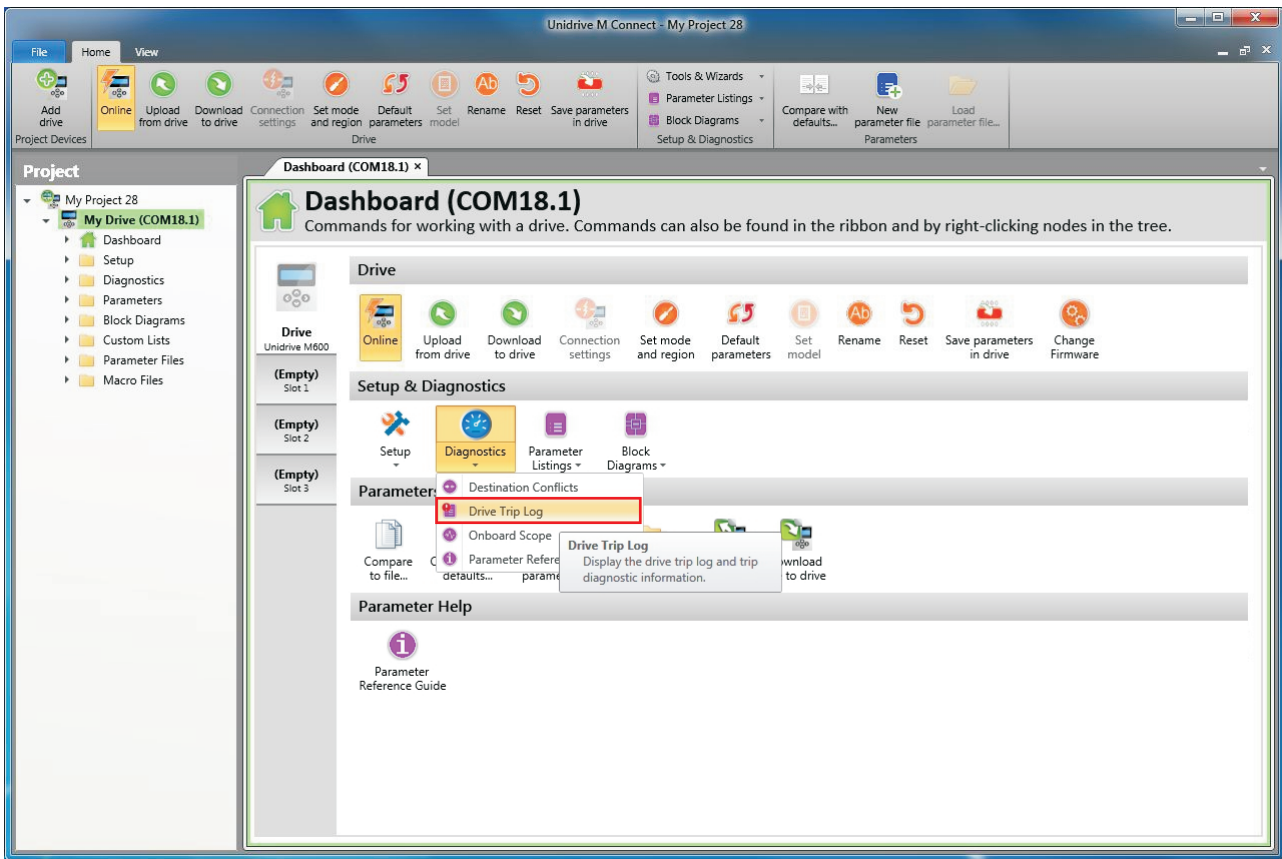 Unidrive M Connect - My Project 28
File Home View
Add drive
Online
Upload from drive
Download to drive
Connection settings
Set mode and region
Default parameters
Set model
Rename
Reset
Save parameters in drive
Tools & Wizards
Parameter Listings
Block Diagrams
Compare with defaults...
New parameter file
Load parameter file...
Project Devices
Drive
Setup & Diagnostics
Parameters
Project
My Project 28
My Drive (COM18.1)
Dashboard
Setup
Diagnostics
Parameters
Block Diagrams
Custom Lists
Parameter Files
Macro Files
Dashboard (COM18.1) ×
Dashboard (COM18.1)
Commands for working with a drive. Commands can also be found in the ribbon and by right-clicking nodes in the tree.
Drive
Unidrive M600
(Empty)
Slot 1
(Empty)
Slot 2
(Empty)
Slot 3
Drive
Online
Upload from drive
Download to drive
Connection settings
Set mode and region
Default parameters
Set model
Rename
Reset
Save parameters in drive
Change Firmware
Setup & Diagnostics
Setup
Diagnostics
Parameter Listings
Block Diagrams
Destination Conflicts
Drive Trip Log
Onboard Scope
Parameter Refere
Drive Trip Log
Display the drive trip log and trip
diagnostic information.
Parameter
Compare to file...
defaults...
parame
wnload
to drive
Parameter Help
Parameter
Reference Guide